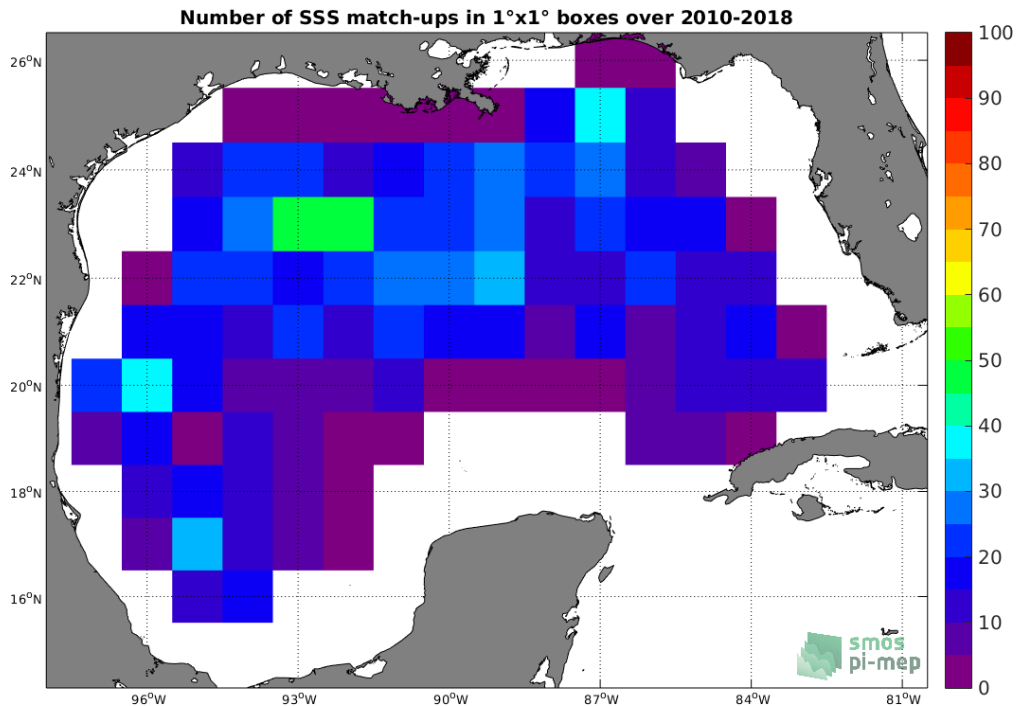 Number of SSS match-ups in 1°x1° boxes over 2010-2018
26°N
24°N
22°N
20°N
18°N
16°N
96°W
93°W
90°W
87°W
84°W
81°W
100
90
80
70
60
50
40
30
20
10
0
smos
pi-mep